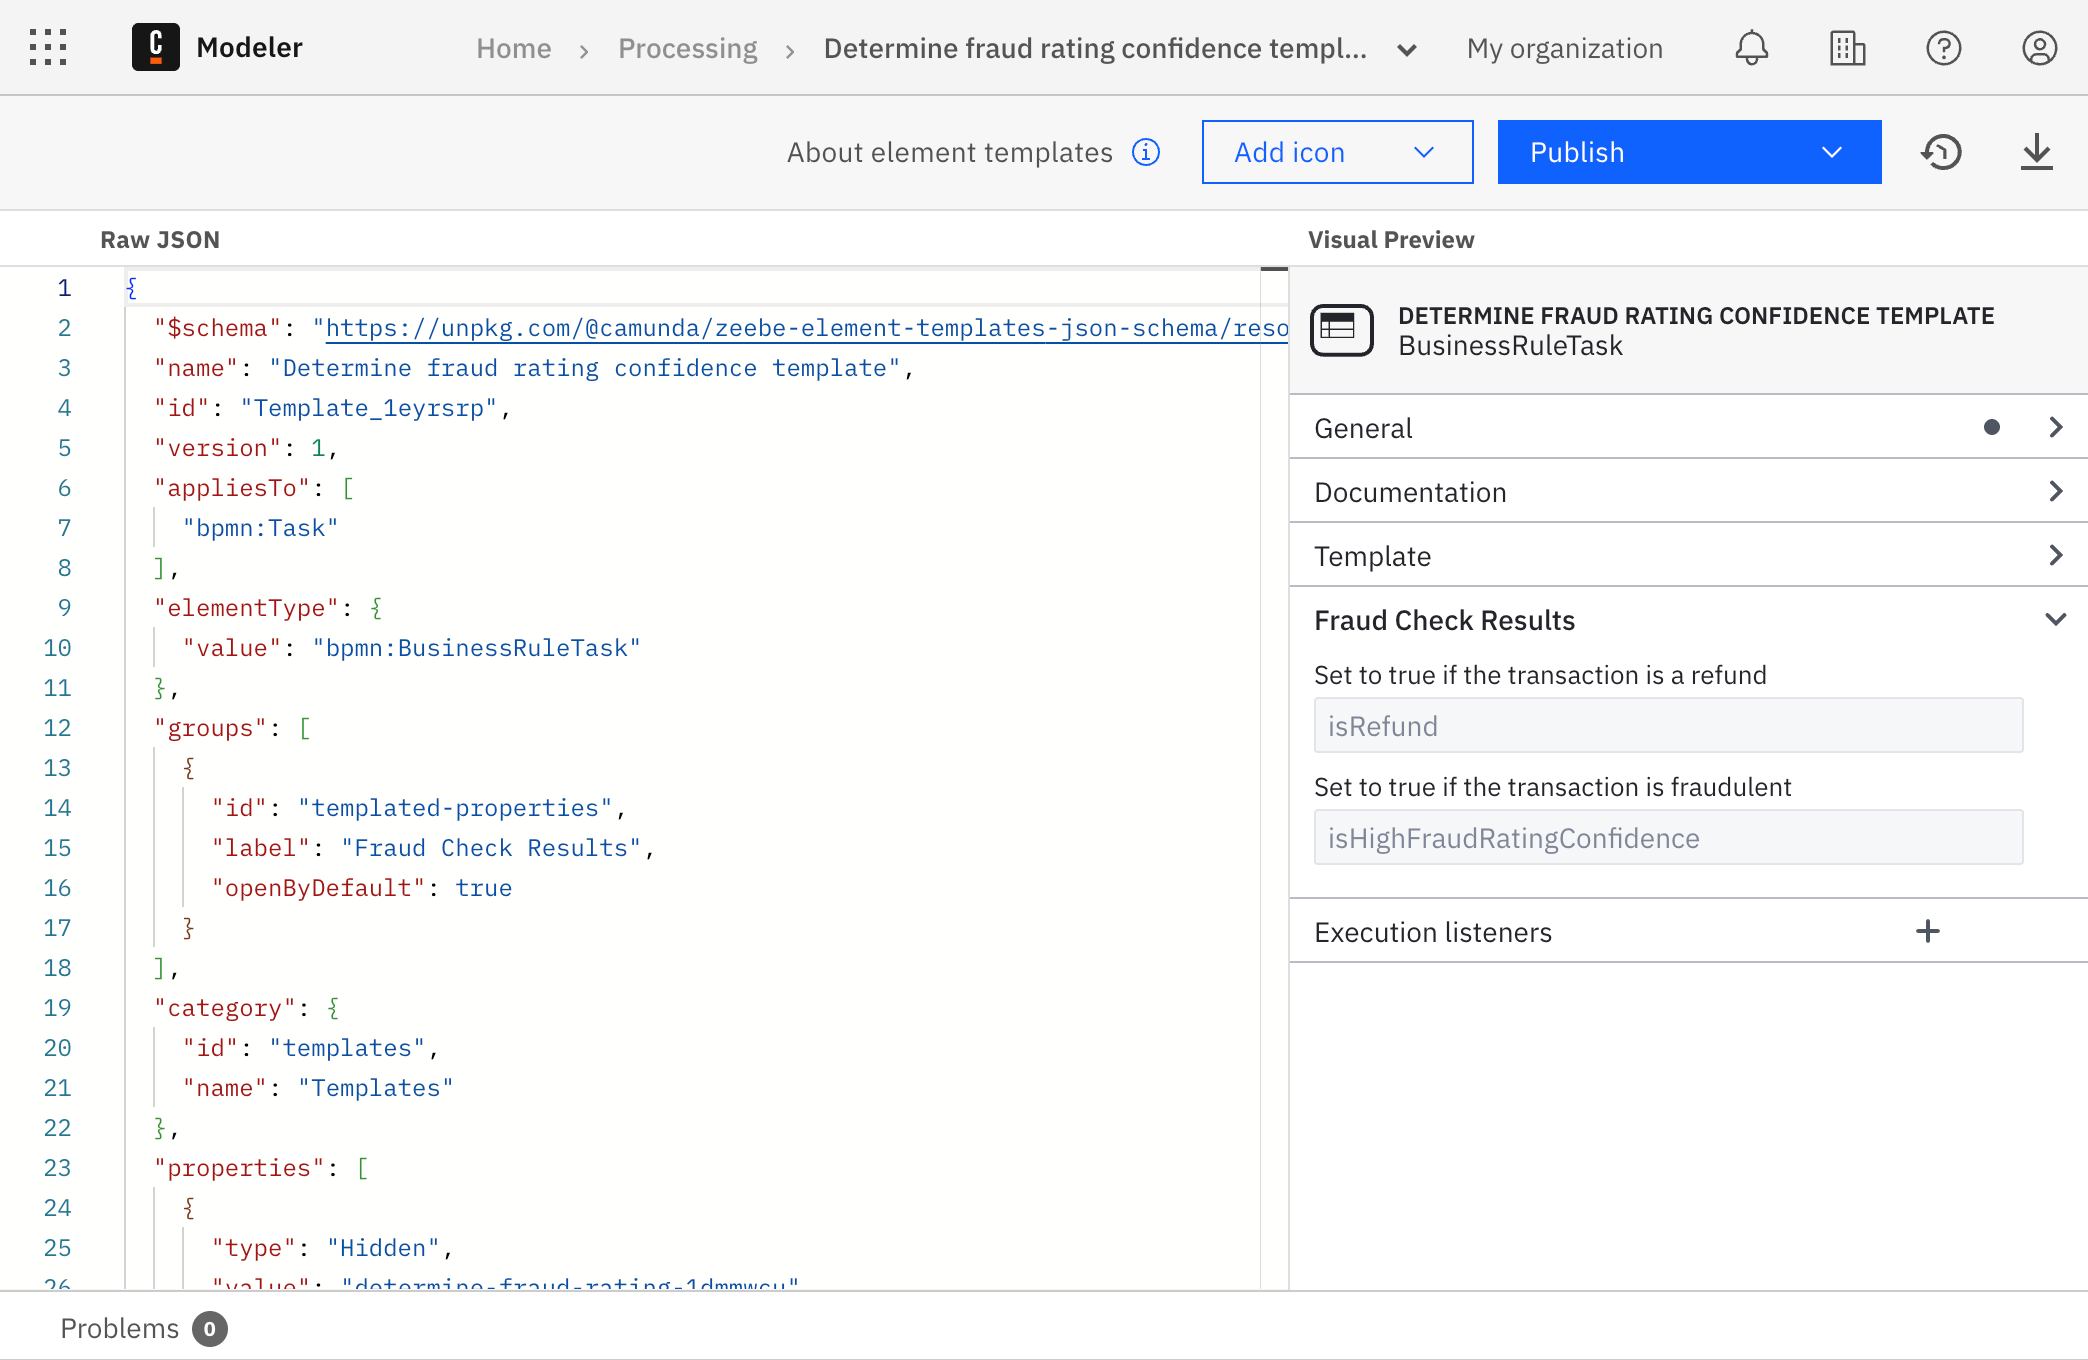 C Modeler Home Processing Determine fraud rating confidence templ... My organization
About element templates Add icon Publish
Raw JSON
Visual Preview
1 {
2 "$schema": "https://unpkg.com/@camunda/zeebe-element-templates-json-schema/reso
3 "name": "Determine fraud rating confidence template",
4 "id": "Template_1eyrsrp",
5 "version": 1,
6 "appliesTo": [
7 "bpmn:Task"
8 ],
9 "elementType": {
10 "value": "bpmn:BusinessRuleTask"
11 },
12 "groups": [
13 {
14 "id": "templated-properties",
15 "label": "Fraud Check Results",
16 "openByDefault": true
17 }
18 ],
19 "category": {
20 "id": "templates",
21 "name": "Templates"
22 },
23 "properties": [
24 {
25 "type": "Hidden",
26 "value": "determine-fraud-rating-1dmmwcu"
DETERMINE FRAUD RATING CONFIDENCE TEMPLATE
BusinessRuleTask
General
Documentation
Template
Fraud Check Results
Set to true if the transaction is a refund
isRefund
Set to true if the transaction is fraudulent
isHighFraudRatingConfidence
Execution listeners
Problems 0